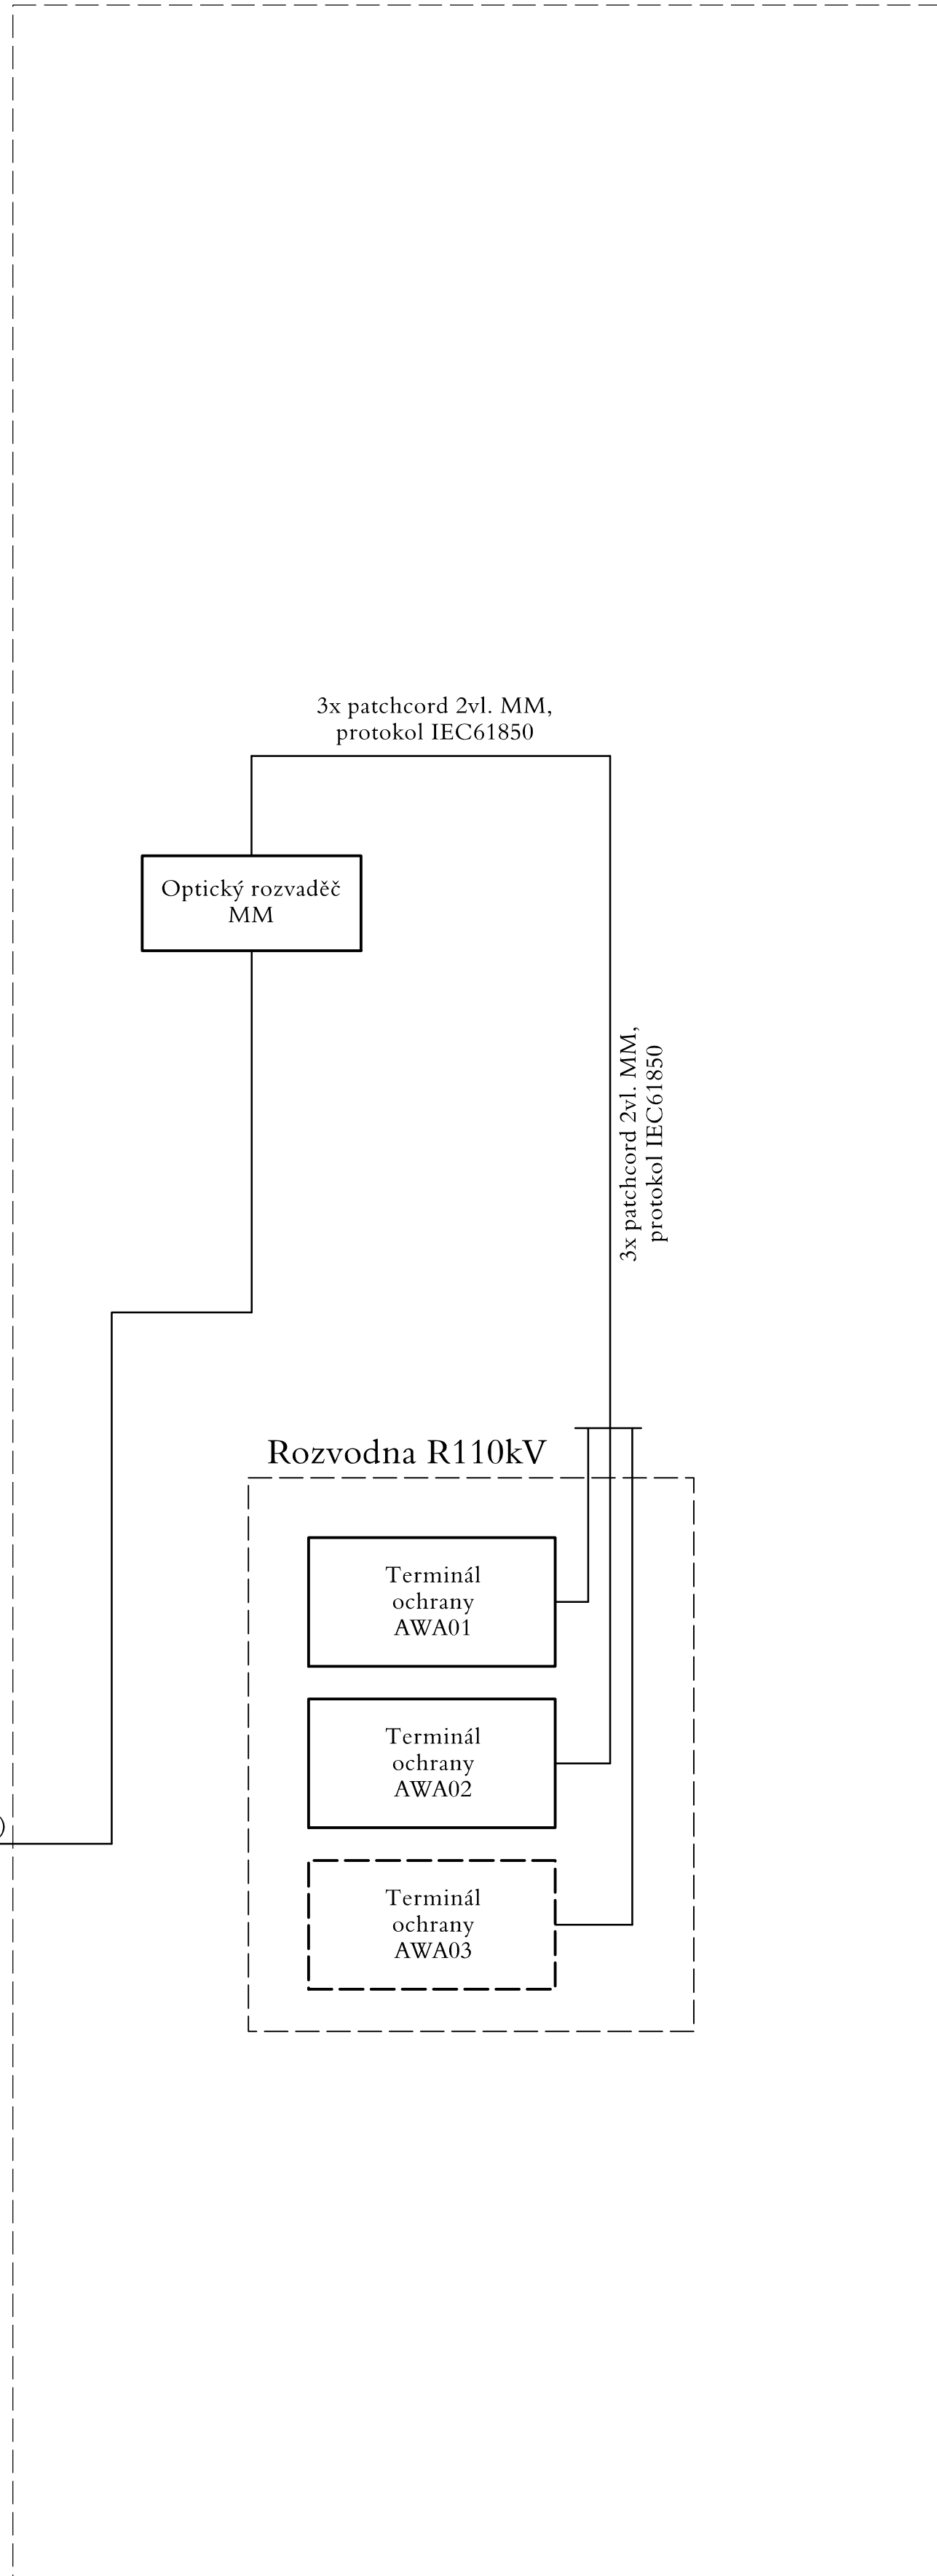 3x patchcord 2vl. MM,
protokol IEC61850
Optický rozvaděč
MM
3x patchcord 2vl. MM,
protokol IEC61850
Rozvodna R110kV
Terminál
ochrany
AWA01
Terminál
ochrany
AWA02
)
Terminál
ochrany
AWA03